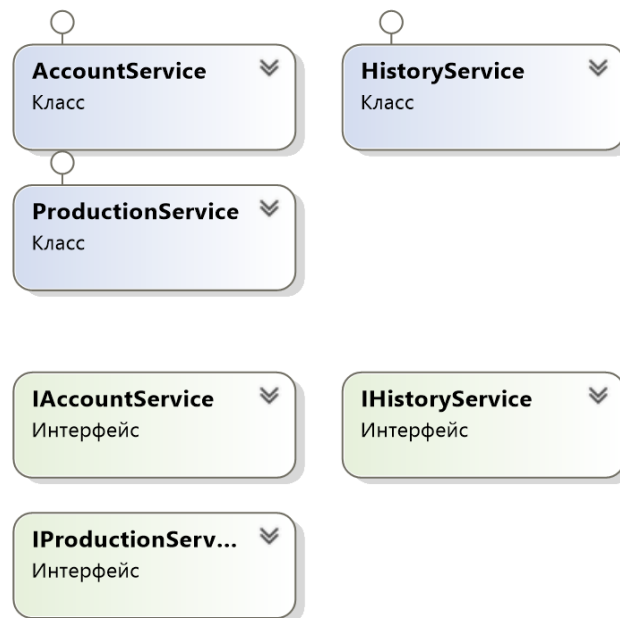 AccountService
Класс
HistoryService
Класс
ProductionService
Класс
IAccountService
Интерфейс
IHistoryService
Интерфейс
IProductionServ...
Интерфейс